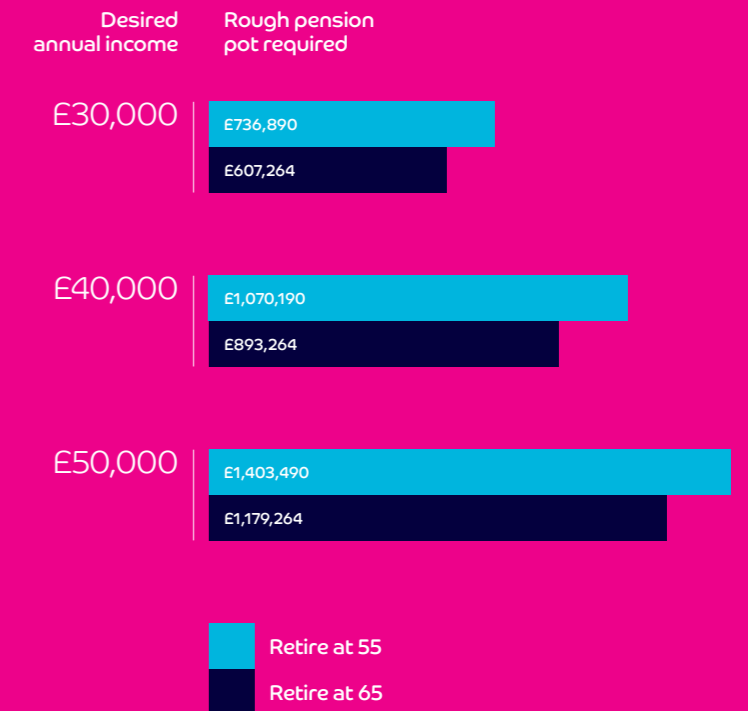 Desired
annual income
Rough pension
pot required
£30,000
£736,890
£607,264
£40,000
£1,070,190
£893,264
£50,000
£1,403,490
£1,179,264
Retire at 55
Retire at 65